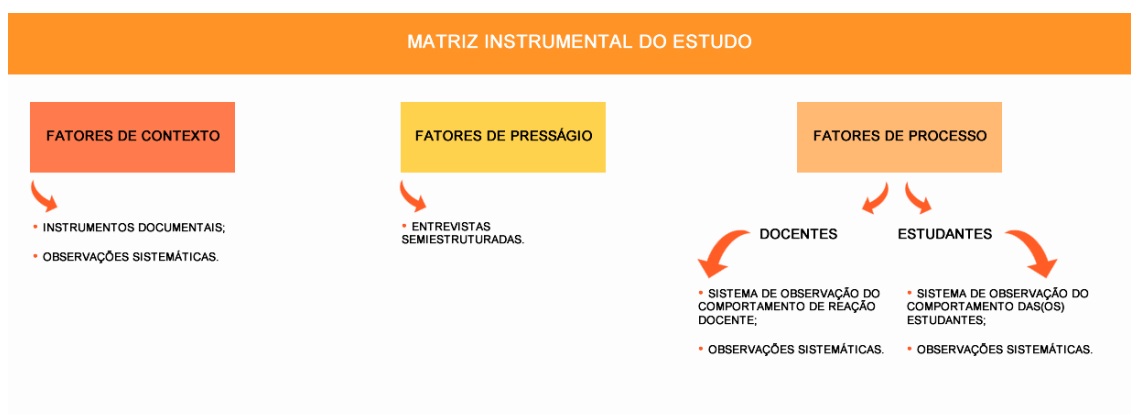 MATRIZ INSTRUMENTAL DO ESTUDO
FATORES DE CONTEXTO
▪ INSTRUMENTOS DOCUMENTAIS;
▪ OBSERVAÇÕES SISTEMÁTICAS.
FATORES DE PRESSÁGIO
▪ ENTREVISTAS
SEMIESTRUTURADAS.
FATORES DE PROCESSO
DOCENTES
▪ SISTEMA DE OBSERVAÇÃO DO
COMPORTAMENTO DE REAÇÃO
DOCENTE;
▪ OBSERVAÇÕES SISTEMÁTICAS.
ESTUDANTES
▪ SISTEMA DE OBSERVAÇÃO DO
COMPORTAMENTO DAS(OS)
ESTUDANTES;
▪ OBSERVAÇÕES SISTEMÁTICAS.